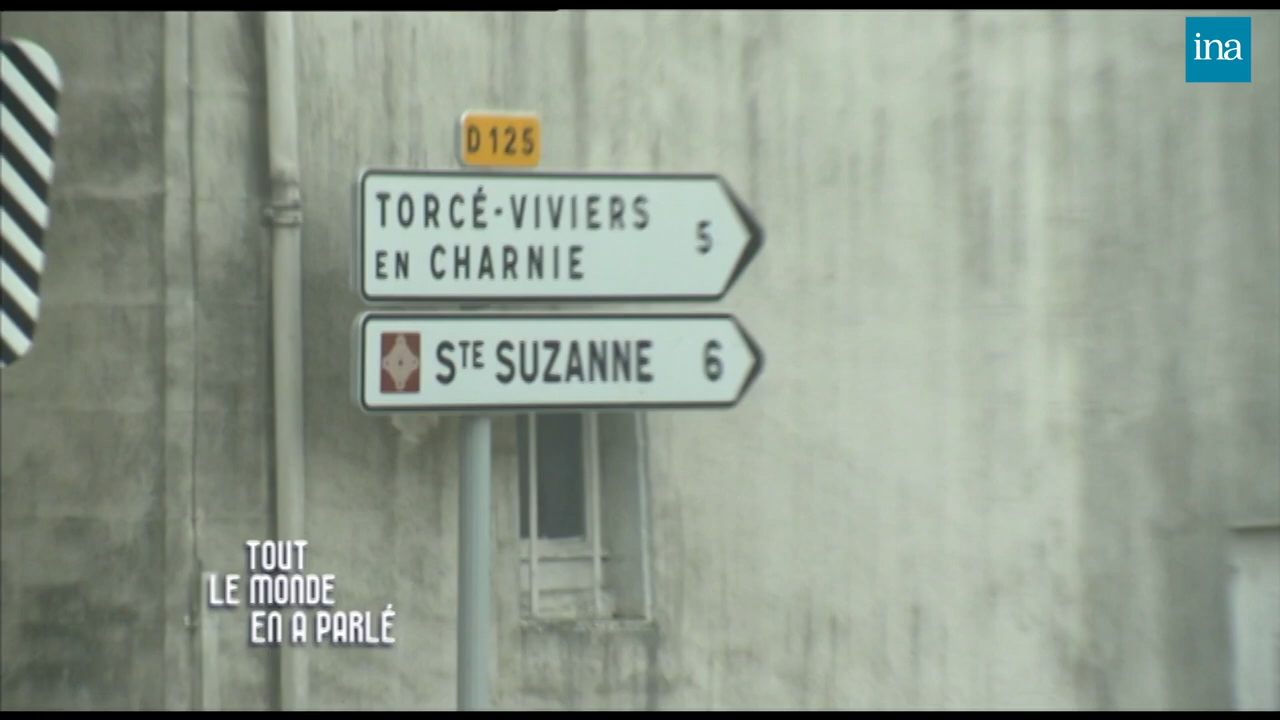 ina
D 125
TORCÉ-VIVIERS
EN CHARNIE
5
STE SUZANNE 6
TOUT
LE MONDE
EN A PARLÉ